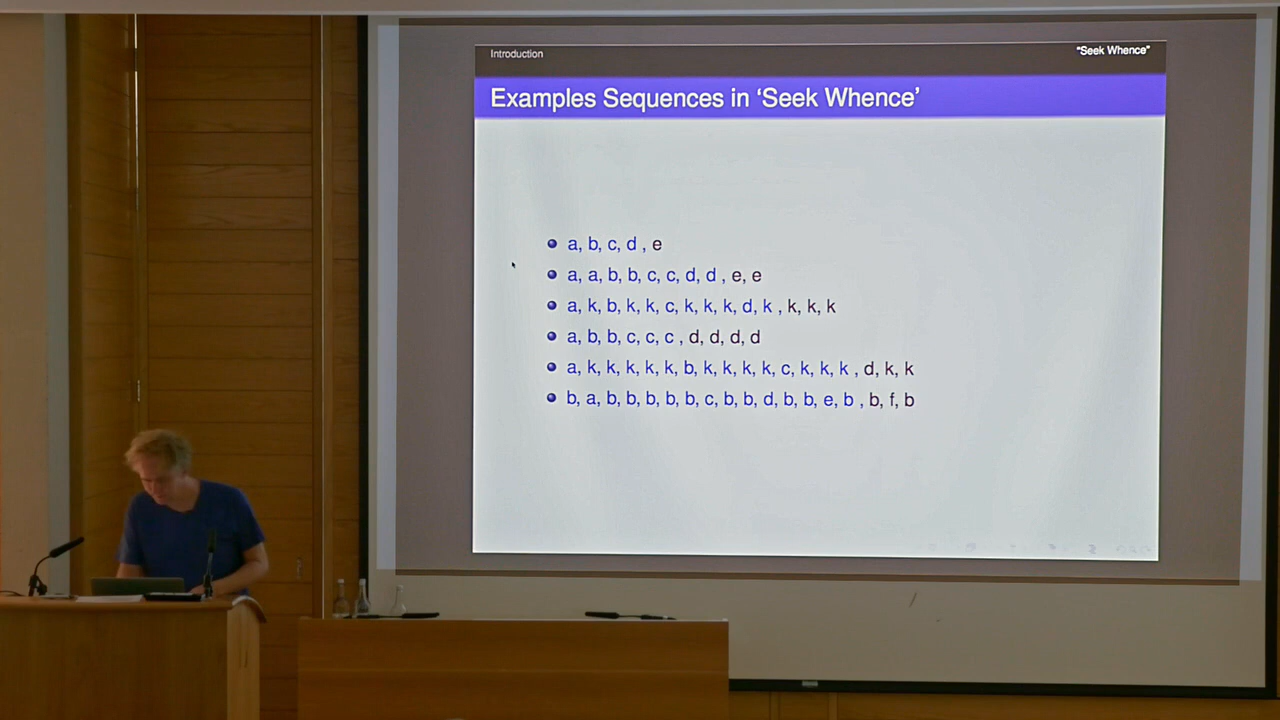 Introduction
"Seek Whence"
Examples Sequences in 'Seek Whence'
a, b, c, d , e
a, a, b, b, c, c, d, d , e, e
a, k, b, k, k, c, k, k, k, d, k , k, k, k
a, b, b, c, c, c , d, d, d, d
a, k, k, k, k, k, b, k, k, k, k, c, k, k, k , d, k, k
b, a, b, b, b, b, b, c, b, b, d, b, b, e, b , b, f, b